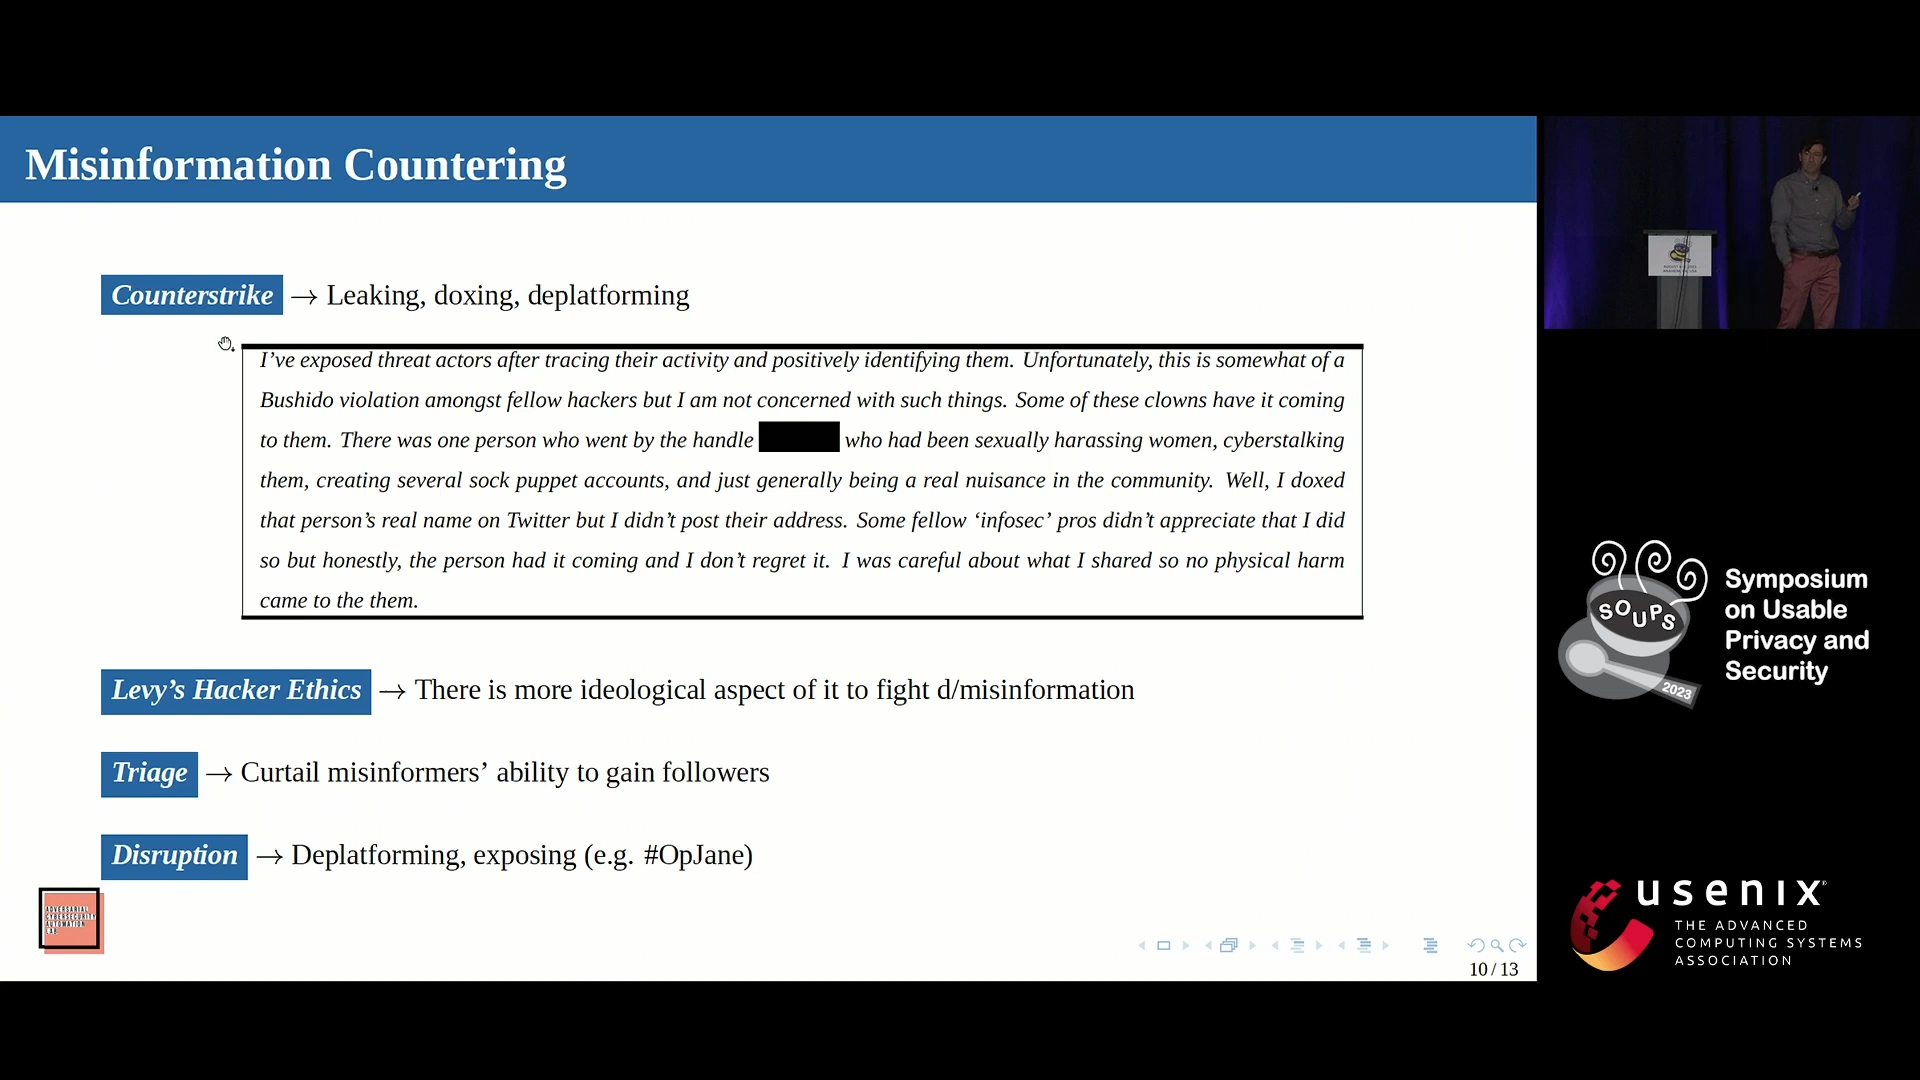 Misinformation Countering
Counterstrike → Leaking, doxing, deplatforming
I've exposed threat actors after tracing their activity and positively identifying them. Unfortunately, this is somewhat of a
Bushido violation amongst fellow hackers but I am not concerned with such things. Some of these clowns have it coming
to them. There was one person who went by the handle who had been sexually harassing women, cyberstalking
them, creating several sock puppet accounts, and just generally being a real nuisance in the community. Well, I doxed
that person's real name on Twitter but I didn't post their address. Some fellow 'infosec' pros didn't appreciate that I did
so but honestly, the person had it coming and I don't regret it. I was careful about what I shared so no physical harm
came to the them.
Levy's Hacker Ethics → There is more ideological aspect of it to fight d/misinformation
Triage → Curtail misinformers' ability to gain followers
Disruption → Deplatforming, exposing (e.g. #OpJane)
ADVERSARIAL
CYBERSECURITY
AUTOMATION
LAB
10 / 13
SOUPS
2023
Symposium
on Usable
Privacy and
Security
usenix
THE ADVANCED
COMPUTING SYSTEMS
ASSOCIATION